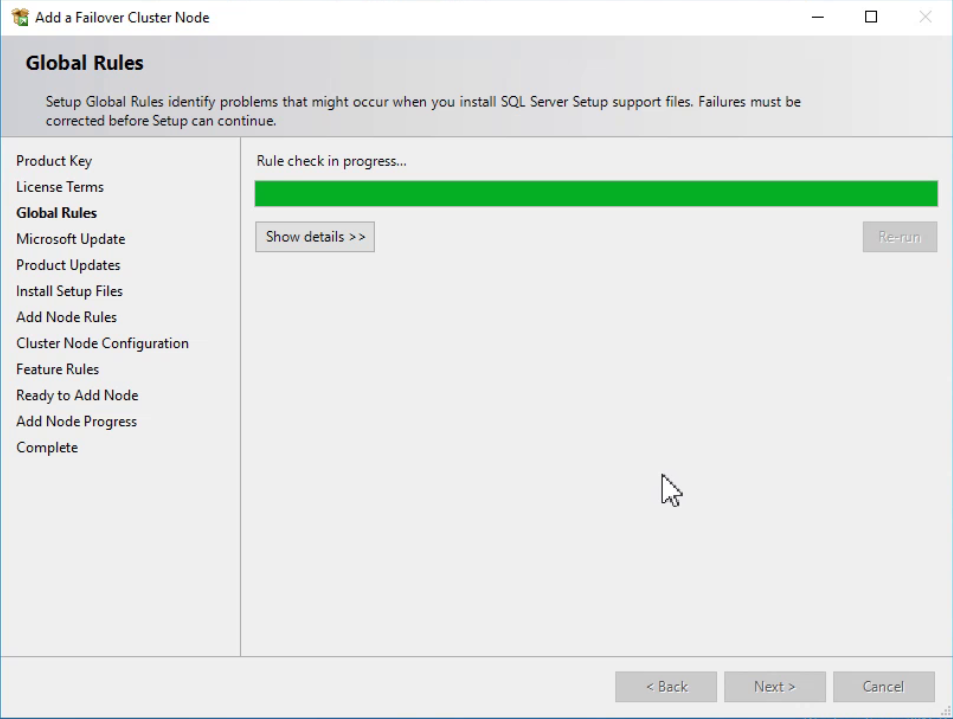 Add a Failover Cluster Node
Global Rules
Setup Global Rules identify problems that might occur when you install SQL Server Setup support files. Failures must be
corrected before Setup can continue.
Product Key
License Terms
Global Rules
Microsoft Update
Product Updates
Install Setup Files
Add Node Rules
Cluster Node Configuration
Feature Rules
Ready to Add Node
Add Node Progress
Complete
Rule check in progress...
Show details >>
Re-run
< Back
Next >
Cancel